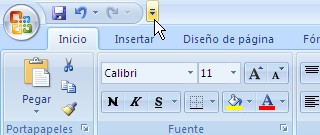 Inicio Insertar Diseño de página Fór
Calibri 11 A A
Pegar
N K S A
Portapapeles Fuente